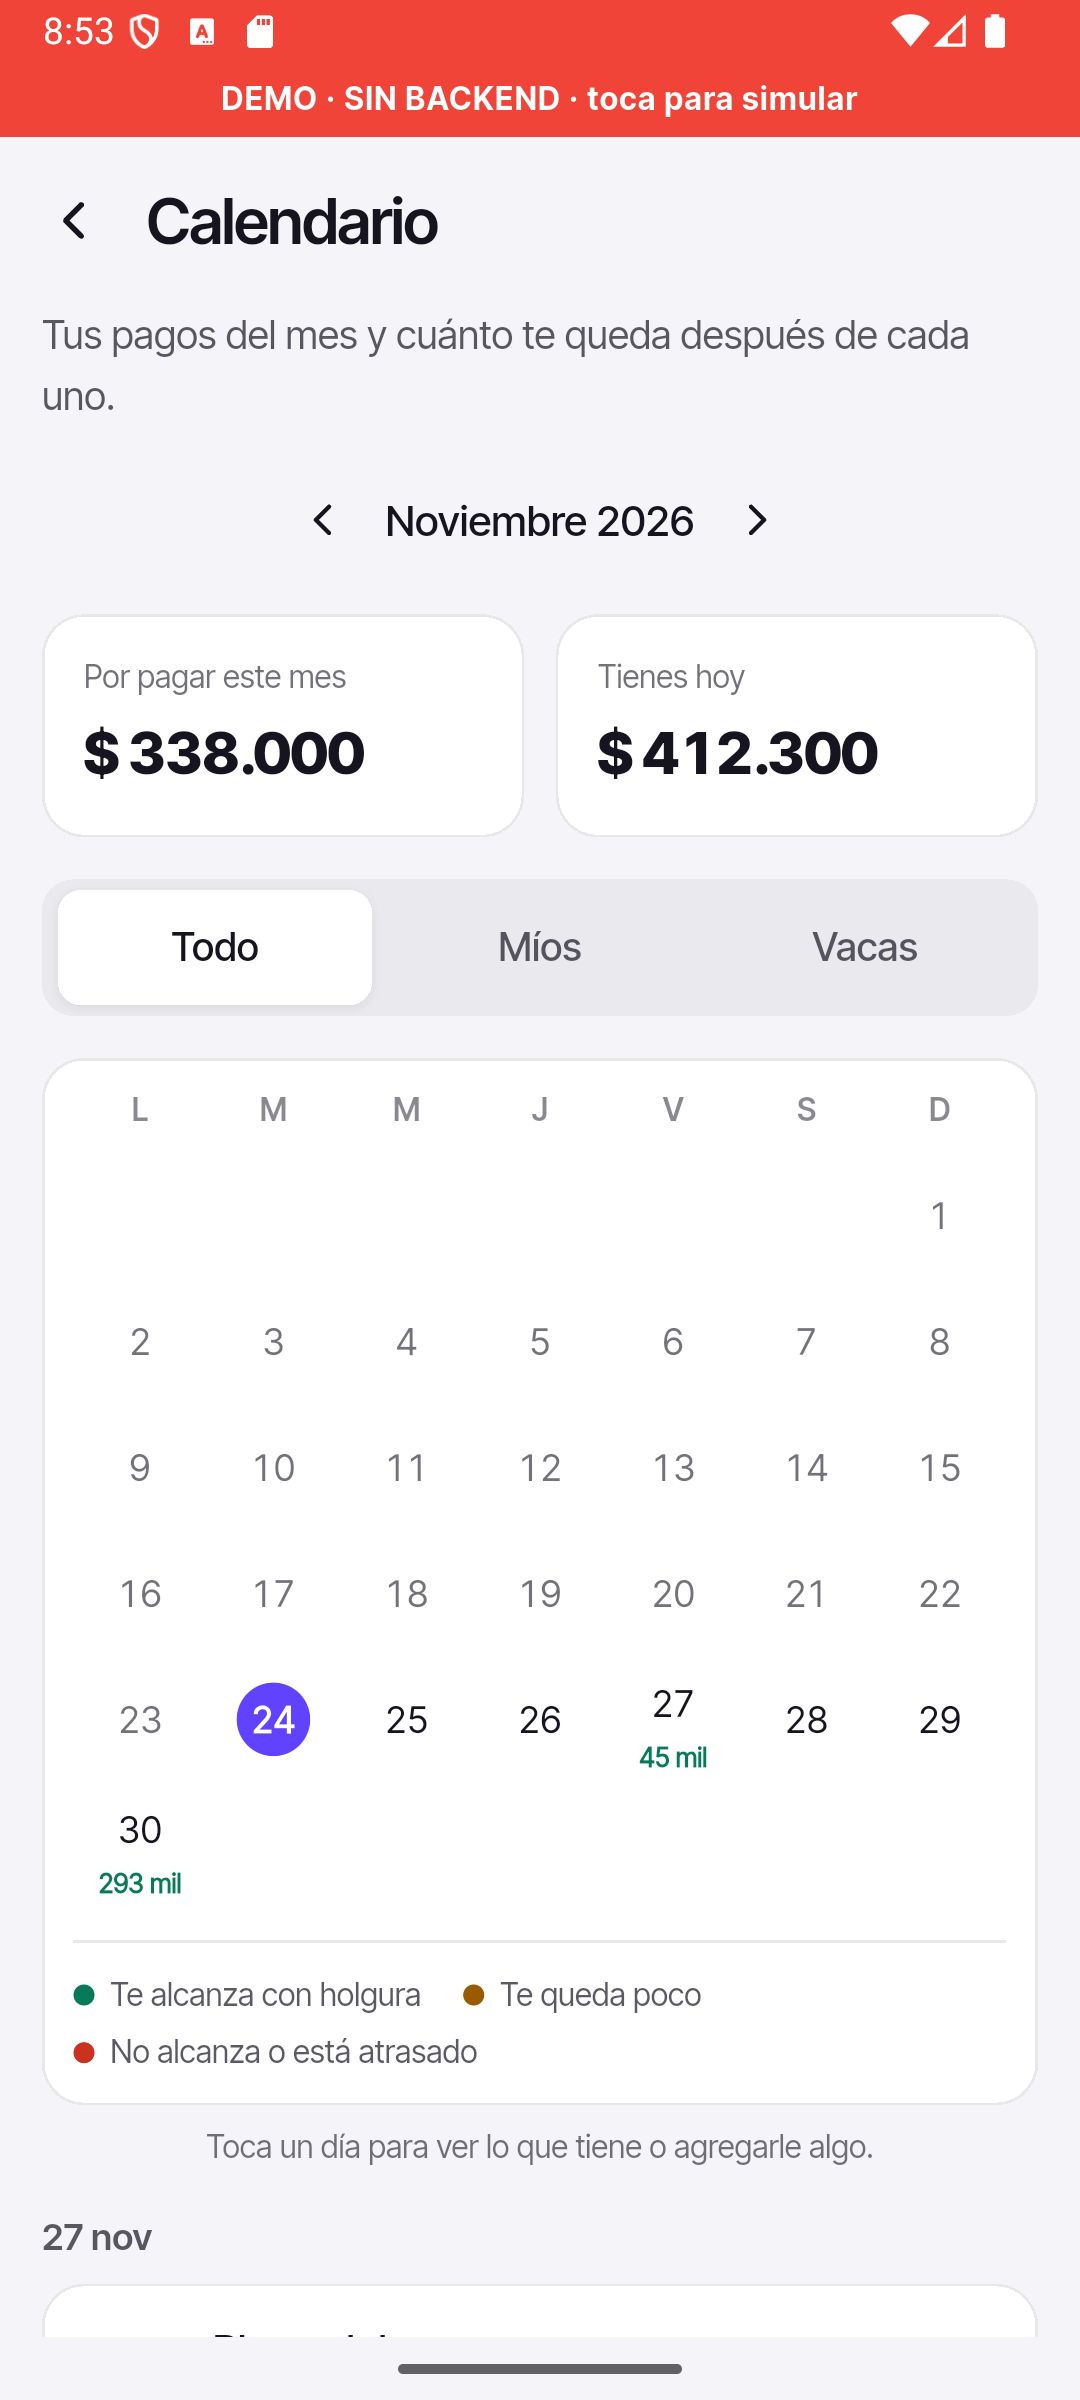 8:53
DEMO · SIN BACKEND · toca para simular
Calendario
Tus pagos del mes y cuánto te queda después de cada
uno.
Noviembre 2026
Por pagar este mes
$ 338.000
Tienes hoy
$ 412.300
Todo Míos Vacas
L M M J V S D
1
2 3 4 5 6 7 8
9 10 11 12 13 14 15
16 17 18 19 20 21 22
23 24 25 26 27 28 29
45 mil
30
293 mil
Te alcanza con holgura Te queda poco
No alcanza o está atrasado
Toca un día para ver lo que tiene o agregarle algo.
27 nov